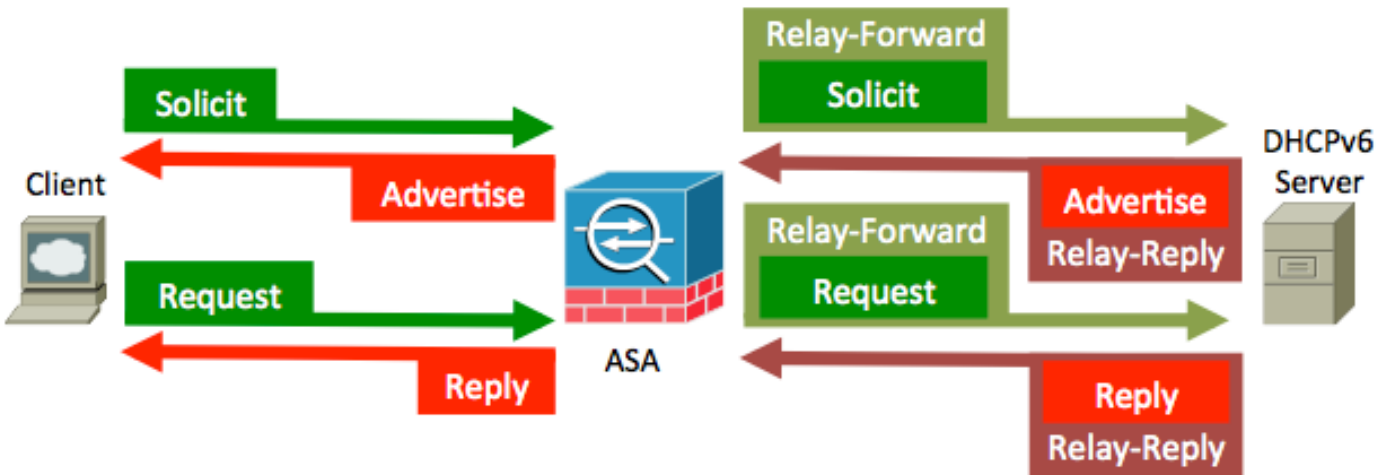 Client
Solicit
Advertise
Request
Reply
ASA
Relay-Forward
Solicit
Advertise
Relay-Reply
Relay-Forward
Request
Reply
Relay-Reply
DHCPv6
Server